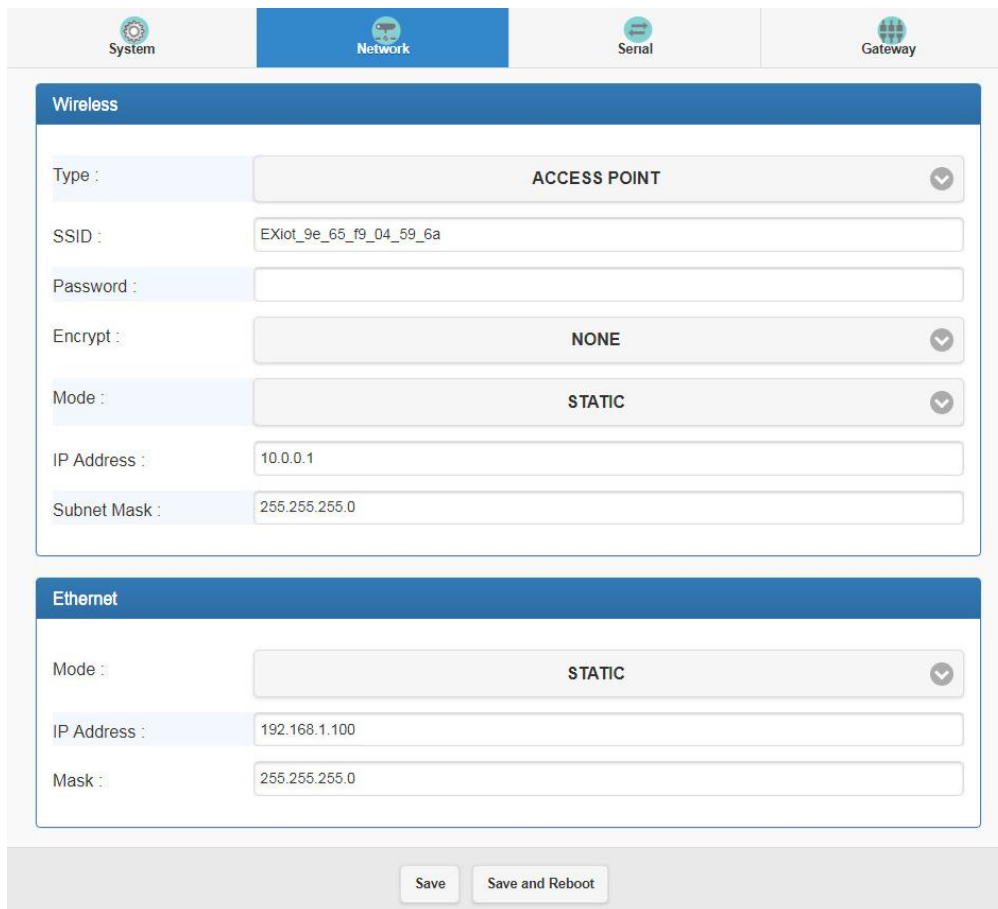 System Network Serial Gateway
Wireless
Type : ACCESS POINT
SSID : EXiot_9e_65_f9_04_59_6a
Password :
Encrypt : NONE
Mode : STATIC
IP Address : 10.0.0.1
Subnet Mask : 255.255.255.0
Ethernet
Mode : STATIC
IP Address : 192.168.1.100
Mask : 255.255.255.0
Save Save and Reboot